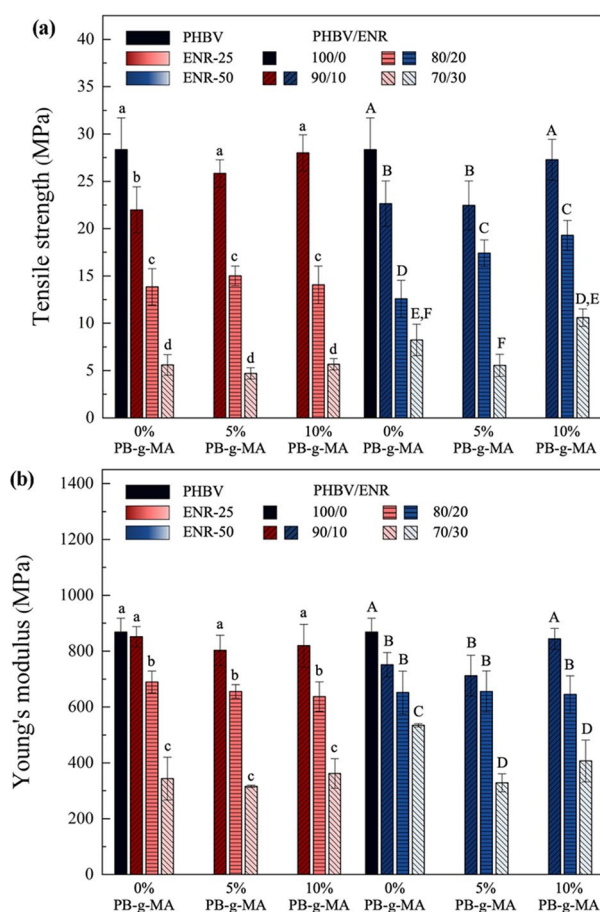 (a)
PHBV PHBV/ENR
ENR-25 100/0 80/20
ENR-50 90/10 70/30
Tensile strength (MPa)
40
35
30
25
20
15
10
5
0
a b c d a c d a c d A B D E,F B C F A C D,E
0% 5% 10% 0% 5% 10%
PB-g-MA PB-g-MA PB-g-MA PB-g-MA PB-g-MA PB-g-MA
(b)
PHBV PHBV/ENR
ENR-25 100/0 80/20
ENR-50 90/10 70/30
Young's modulus (MPa)
1400
1200
1000
800
600
400
200
0
a a b c a b c a b c A B B C B B D A B D
0% 5% 10% 0% 5% 10%
PB-g-MA PB-g-MA PB-g-MA PB-g-MA PB-g-MA PB-g-MA